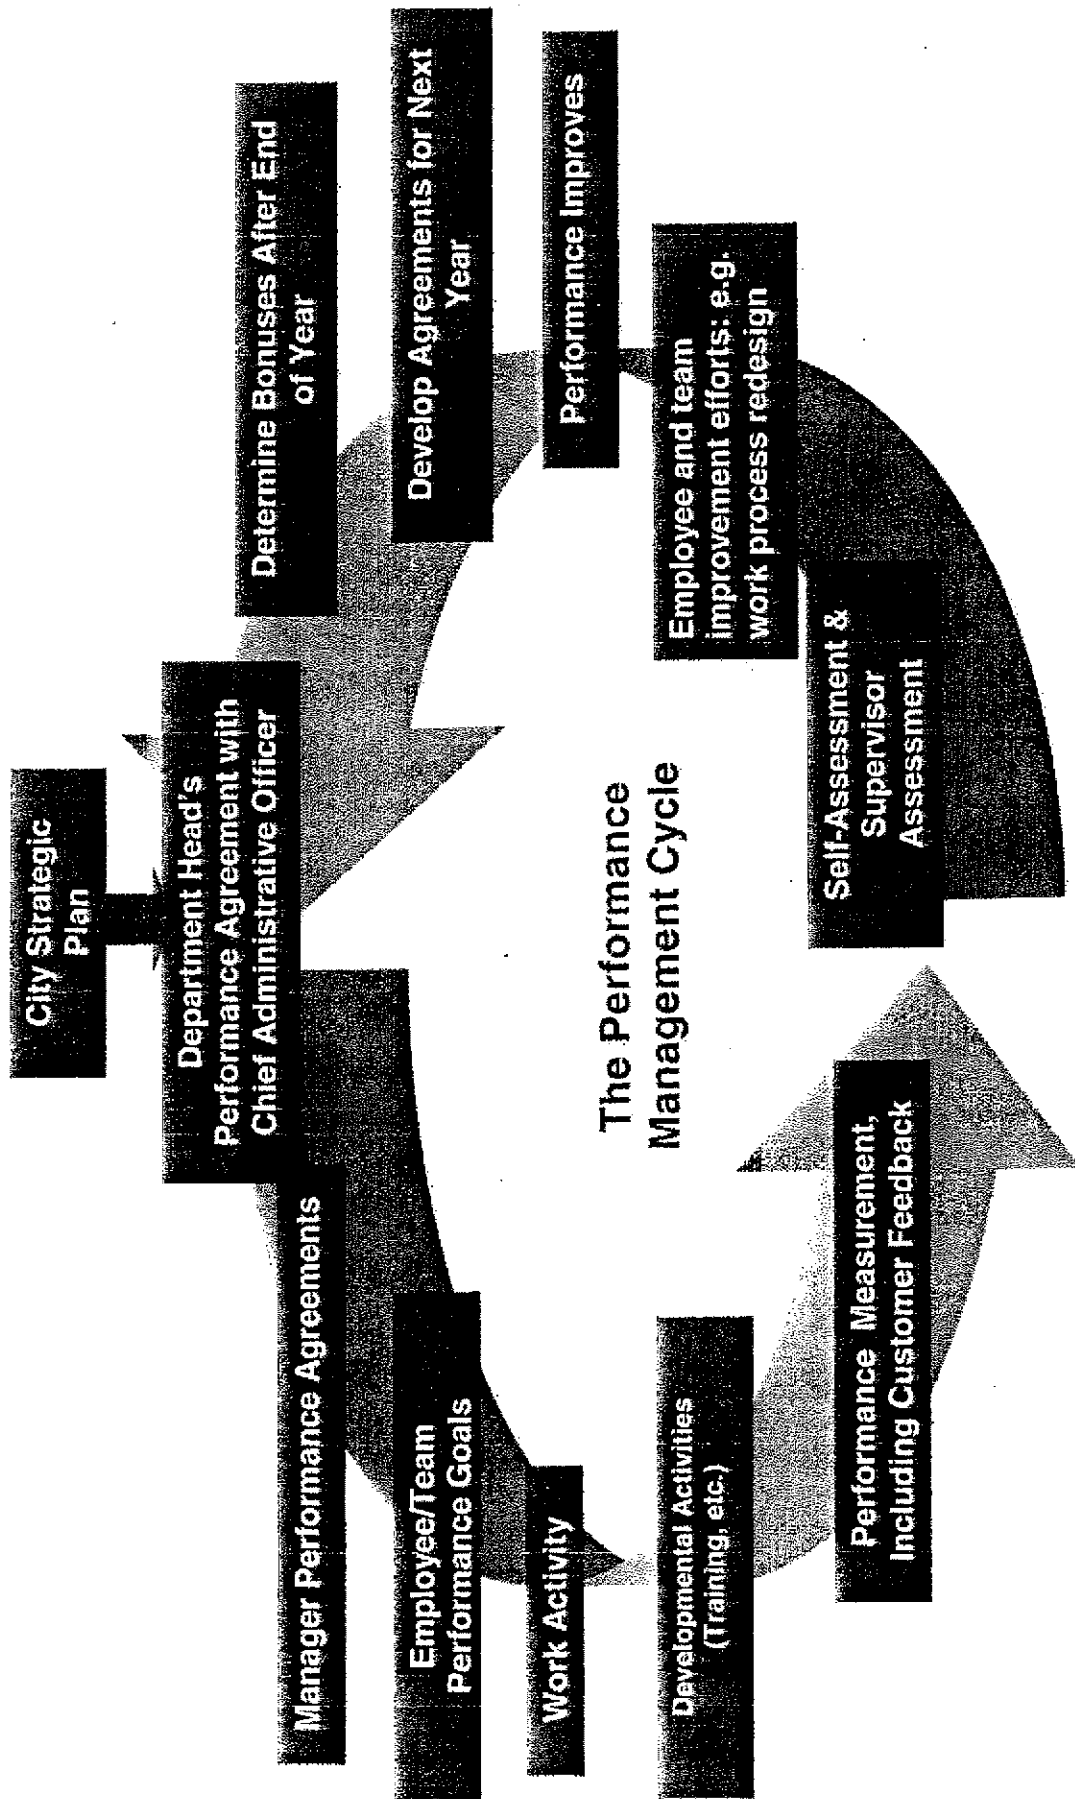 City Strategic
Plan
Department Head's
Performance Agreement with
Chief Administrative Officer
Manager Performance Agreements
Employee/Team
Performance Goals
Work Activity
Developmental Activities
(Training, etc.)
Performance Measurement,
Including Customer Feedback
Self-Assessment &
Supervisor
Assessment
Employee and team
improvement efforts: e.g.
work process redesign
Performance Improves
Develop Agreements for Next
Year
Determine Bonuses After End
of Year
The Performance
Management Cycle